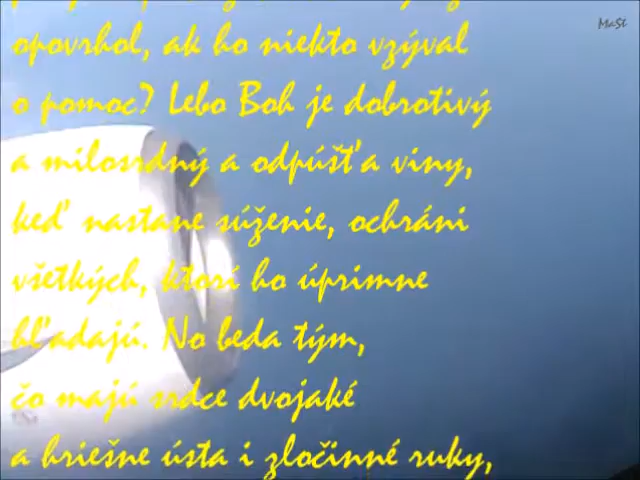 MaSt
opovrhol, ak ho niekto vzýval
o pomoc? Lebo Boh je dobrotivý
a milosrdný a odpúšťa viny,
keď nastane súženie, ochráni
všetkých, ktorí ho úprimne
hľadajú. No beda tým,
čo majú srdce dvojaké
a hriešne ústa i zločinné ruky,